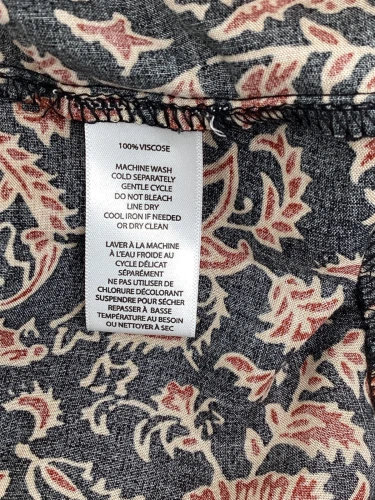 100% VISCOSE
MACHINE WASH
COLD SEPARATELY
GENTLE CYCLE
DO NOT BLEACH
LINE DRY
COOL IRON IF NEEDED
OR DRY CLEAN
LAVER À LA MACHINE
À L'EAU FROIDE AU
CYCLE DÉLICAT
SÉPARÉMENT
NE PAS UTILISER DE
CHLORURE DÉCOLORANT
SUSPENDRE POUR SÉCHER
REPASSER À BASSE
TEMPÉRATURE AU BESOIN
OU NETTOYER À SEC